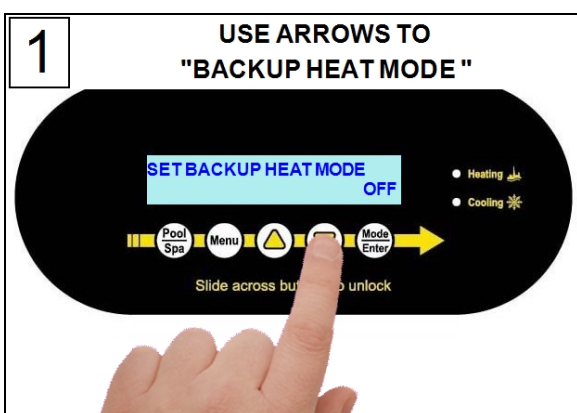 1
USE ARROWS TO
"BACKUP HEAT MODE "
SET BACKUP HEAT MODE
OFF
Heating
Cooling
Pool
Spa
Menu
Mode
Enter
Slide across bu o unlock